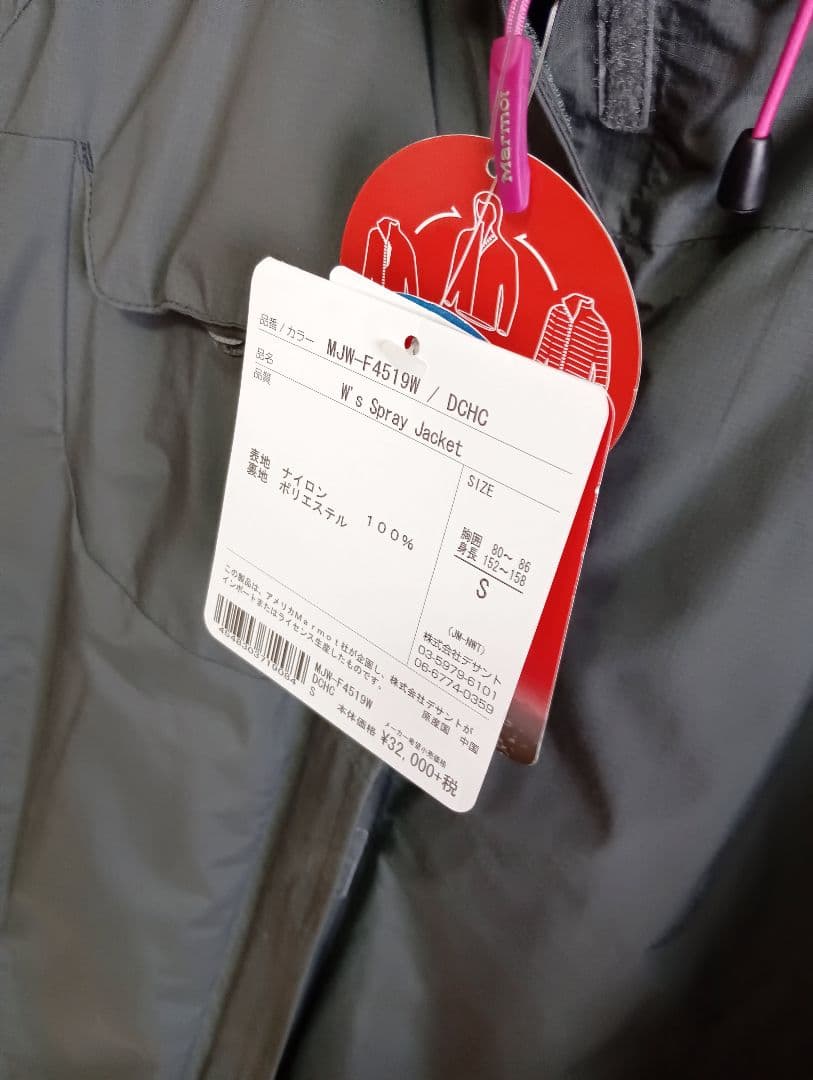 Marmot
品番 / カラー MJW-F4519W / DCHC
品名 W's Spray Jacket
品質
表地 ナイロン
裏地 ポリエステル 100%
SIZE
胸囲 80～ 86
身長 152～158
S
(JM-NWT)
株式会社デサント
03-5979-6101
06-6774-0359
この製品は、アメリカMarmot社が企画し、株式会社デサントが
インポートまたはライセンス生産したものです。
原産国 中国
MJW-F4519W
DCHC S
メーカー希望小売価格
本体価格 ¥32,000+税